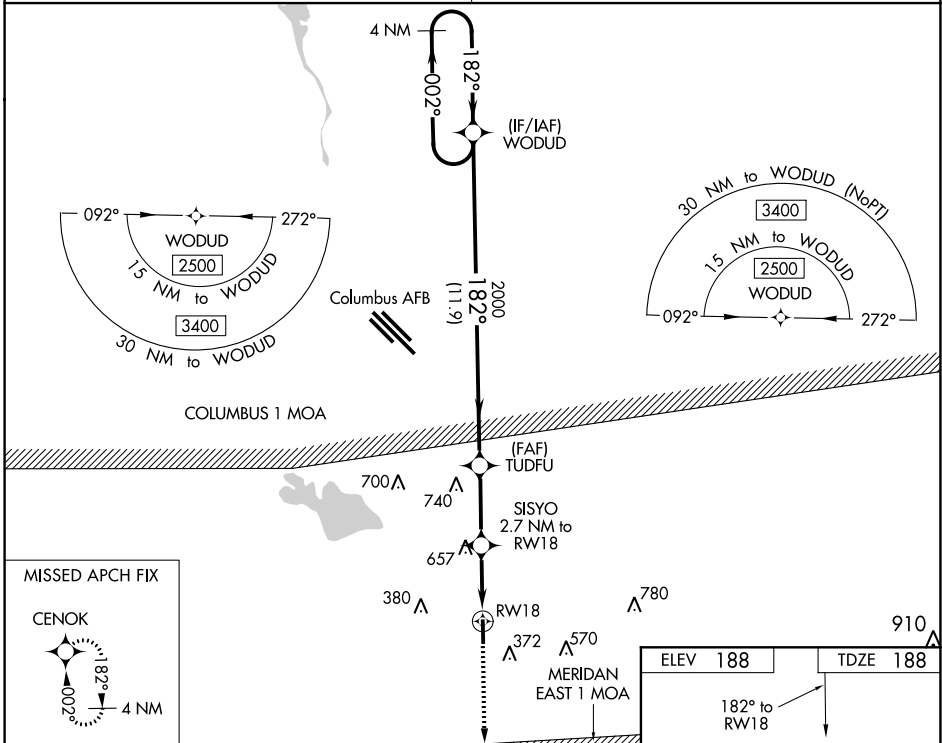 4 NM
182°
002°
(IF/IAF)
WODUD
092°
272°
WODUD
2500
15 NM to WODUD
3400
30 NM to WODUD
30 NM to WODUD (NoPT)
3400
15 NM to WODUD
2500
WODUD
092°
272°
Columbus AFB
2000
182°
(11.9)
COLUMBUS 1 MOA
(FAF)
TUDFU
700
740
SISYO
2.7 NM to
RW18
657
MISSED APCH FIX
CENOK
182°
002°
4 NM
380
RW18
780
372
570
910
MERIDAN
EAST 1 MOA
ELEV 188
TDZE 188
182° to
RW18